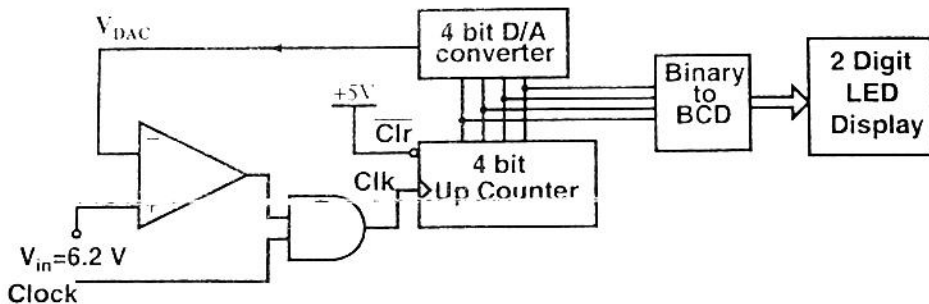 V_DAC
4 bit D/A
converter
+5V
Clr
Binary
to
BCD
2 Digit
LED
Display
4 bit
Up Counter
Clk
−
+
V_in=6.2 V
Clock